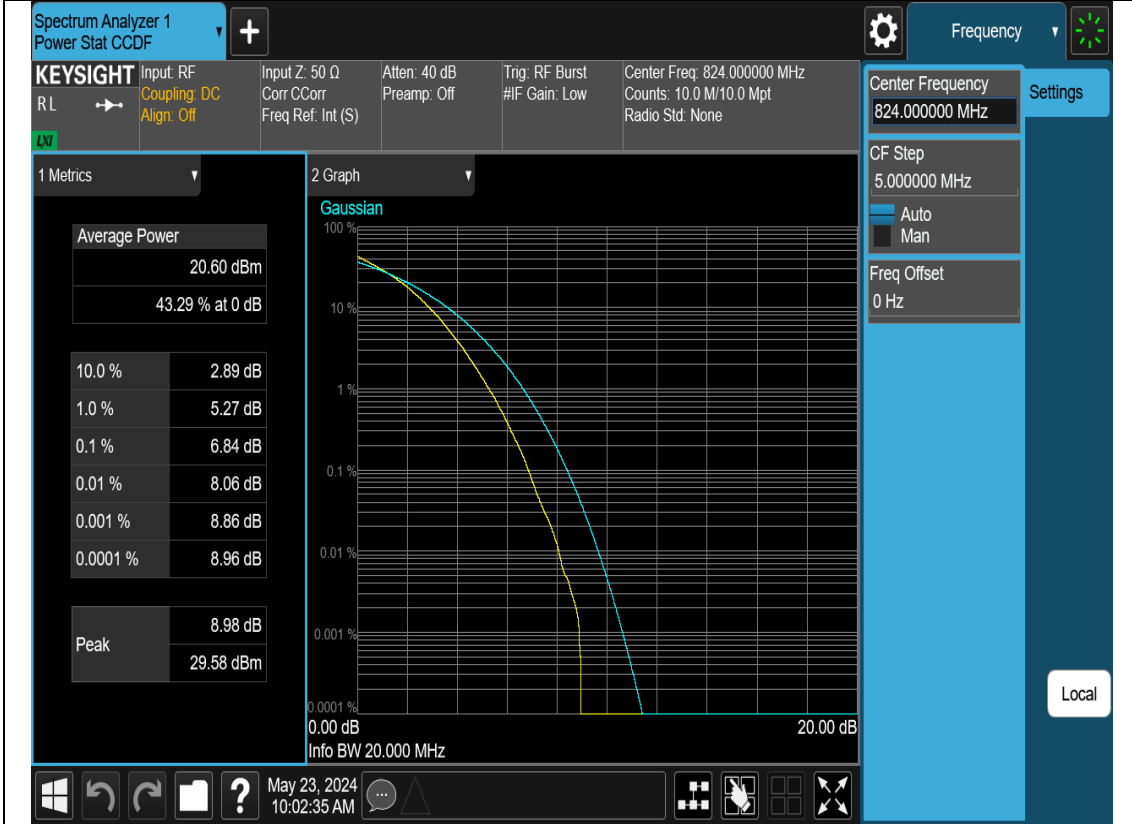 Spectrum Analyzer 1
Power Stat CCDF
Frequency
KEYSIGHT
RL
LXI
Input: RF
Coupling: DC
Align: Off
Input Z: 50 Ω
Corr CCorr
Freq Ref: Int (S)
Atten: 40 dB
Preamp: Off
Trig: RF Burst
#IF Gain: Low
Center Freq: 824.000000 MHz
Counts: 10.0 M/10.0 Mpt
Radio Std: None
Center Frequency
824.000000 MHz
Settings
CF Step
5.000000 MHz
Auto
Man
Freq Offset
0 Hz
1 Metrics
Average Power
20.60 dBm
43.29 % at 0 dB
10.0 % 2.89 dB
1.0 % 5.27 dB
0.1 % 6.84 dB
0.01 % 8.06 dB
0.001 % 8.86 dB
0.0001 % 8.96 dB
Peak
8.98 dB
29.58 dBm
2 Graph
Gaussian
100 %
10 %
1 %
0.1 %
0.01 %
0.001 %
0.0001 %
0.00 dB 20.00 dB
Info BW 20.000 MHz
Local
?
May 23, 2024
10:02:35 AM